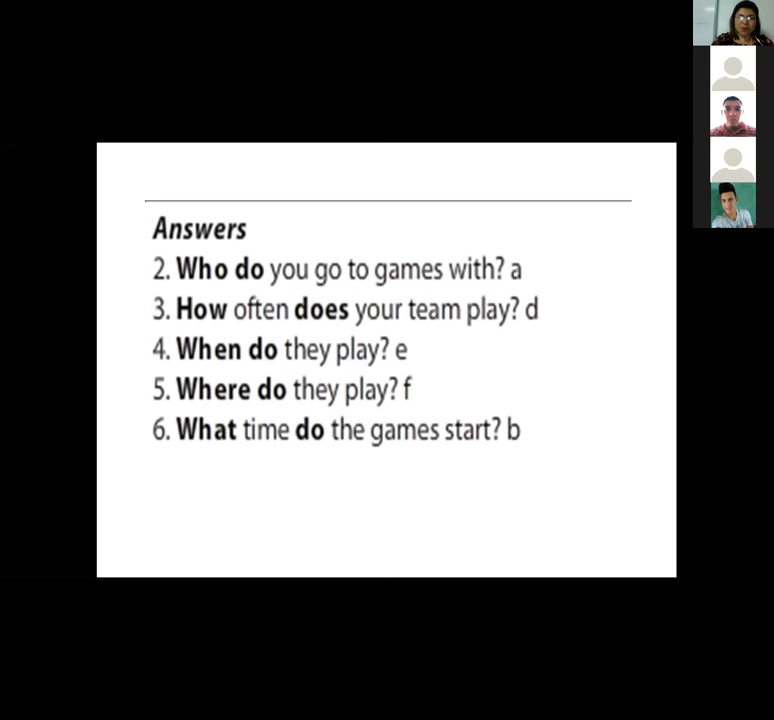 Answers
2. Who do you go to games with? a
3. How often does your team play? d
4. When do they play? e
5. Where do they play? f
6. What time do the games start? b